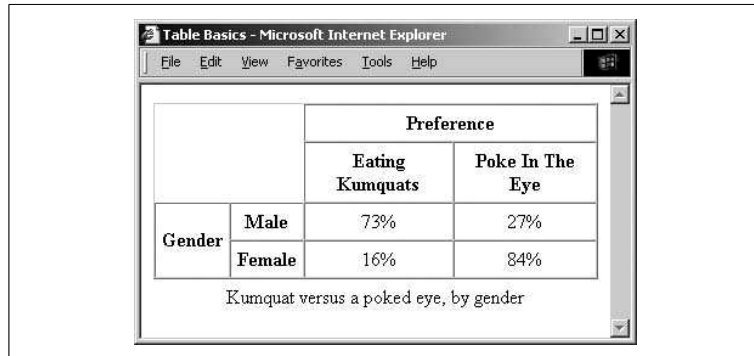 Table Basics - Microsoft Internet Explorer
File Edit View Favorites Tools Help
Preference
Eating Kumquats Poke In The Eye
Gender Male 73% 27%
Female 16% 84%
Kumquat versus a poked eye, by gender